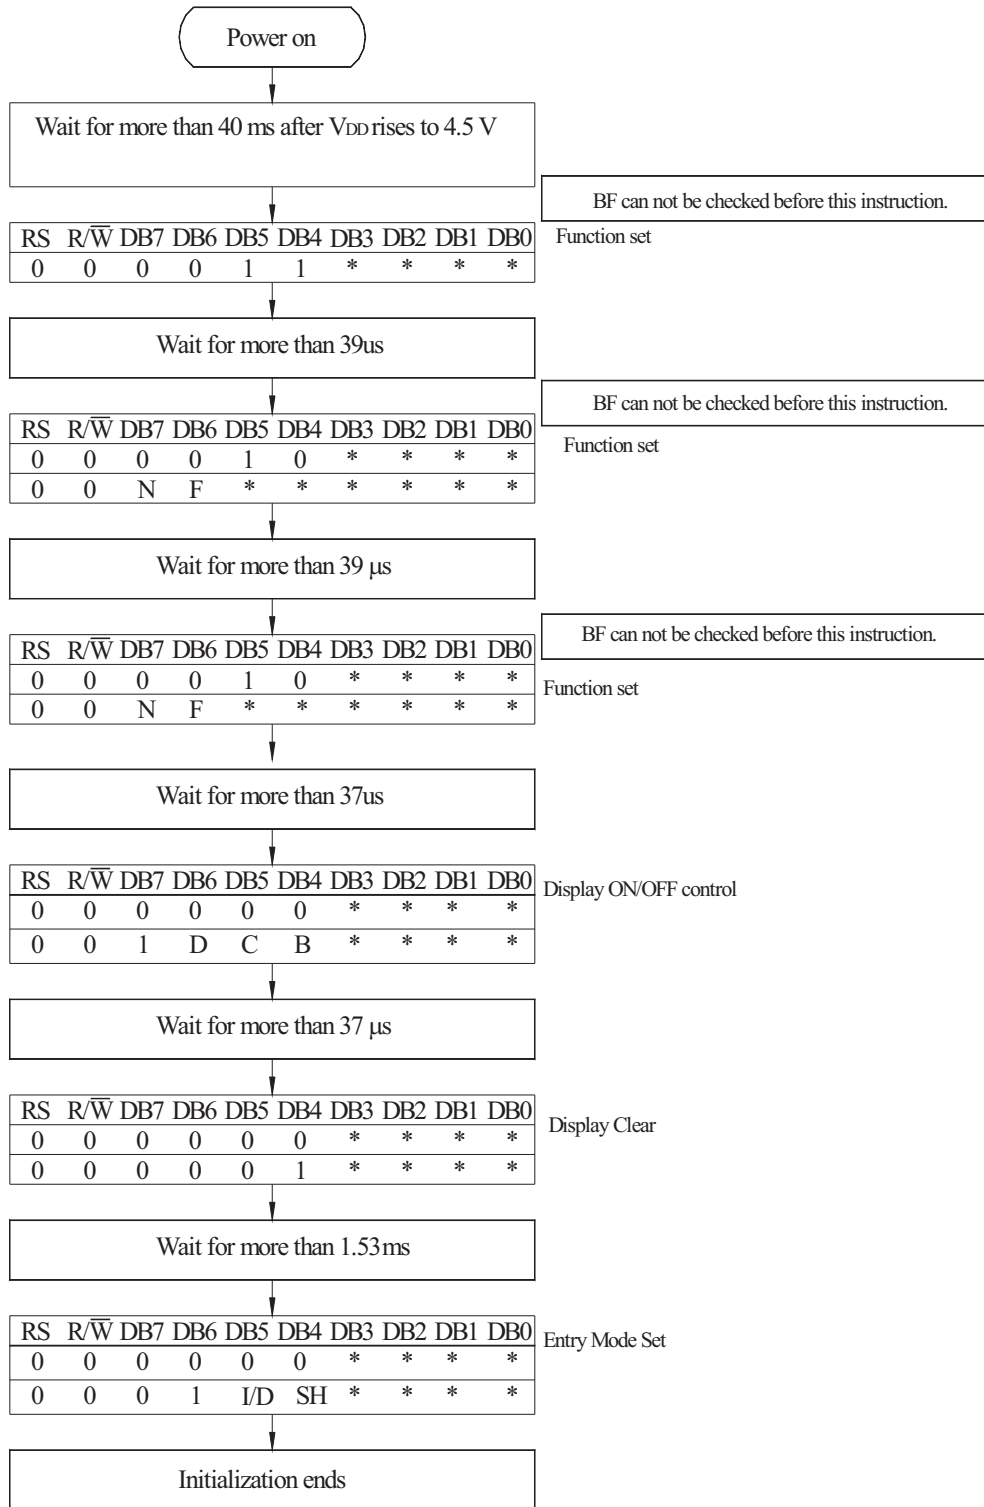 Power on
Wait for more than 40 ms after VDD rises to 4.5 V
BF can not be checked before this instruction.
RS R/W̅ DB7 DB6 DB5 DB4 DB3 DB2 DB1 DB0
Function set
0 0 0 0 1 1 * * * *
Wait for more than 39us
BF can not be checked before this instruction.
RS R/W̅ DB7 DB6 DB5 DB4 DB3 DB2 DB1 DB0
Function set
0 0 0 0 1 0 * * * *
0 0 N F * * * * * *
Wait for more than 39 µs
BF can not be checked before this instruction.
RS R/W̅ DB7 DB6 DB5 DB4 DB3 DB2 DB1 DB0
0 0 0 0 1 0 * * * *
Function set
0 0 N F * * * * * *
Wait for more than 37us
RS R/W̅ DB7 DB6 DB5 DB4 DB3 DB2 DB1 DB0
Display ON/OFF control
0 0 0 0 0 0 * * * *
0 0 1 D C B * * * *
Wait for more than 37 µs
RS R/W̅ DB7 DB6 DB5 DB4 DB3 DB2 DB1 DB0
Display Clear
0 0 0 0 0 0 * * * *
0 0 0 0 0 1 * * * *
Wait for more than 1.53ms
RS R/W̅ DB7 DB6 DB5 DB4 DB3 DB2 DB1 DB0
Entry Mode Set
0 0 0 0 0 0 * * * *
0 0 0 1 I/D SH * * * *
Initialization ends